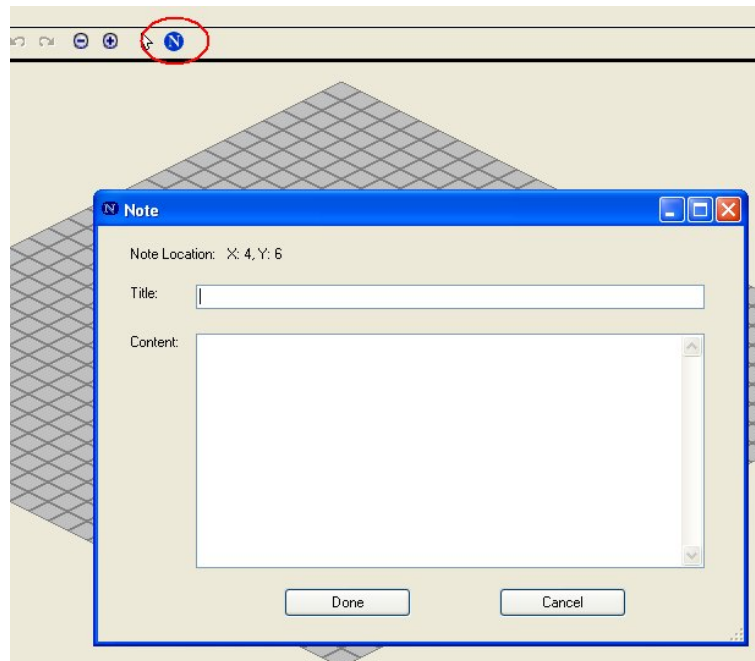 N
N Note
Note Location: X: 4, Y: 6
Title:
Content:
Done Cancel